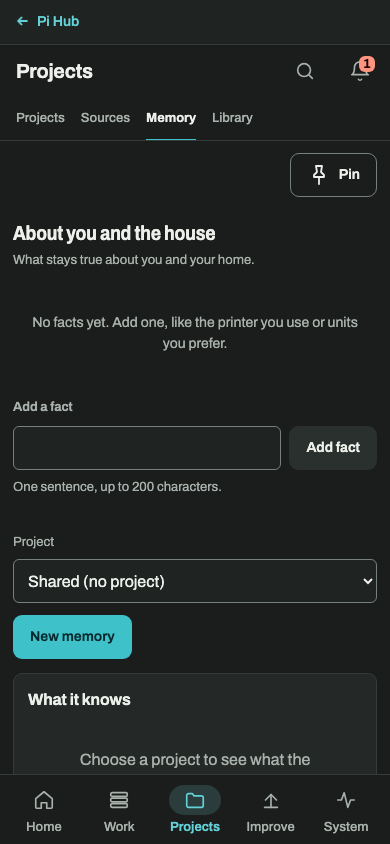 Pi Hub
Projects
1
Projects Sources Memory Library
Pin
About you and the house
What stays true about you and your home.
No facts yet. Add one, like the printer you use or units
you prefer.
Add a fact
Add fact
One sentence, up to 200 characters.
Project
Shared (no project)
New memory
What it knows
Choose a project to see what the
Home Work Projects Improve System